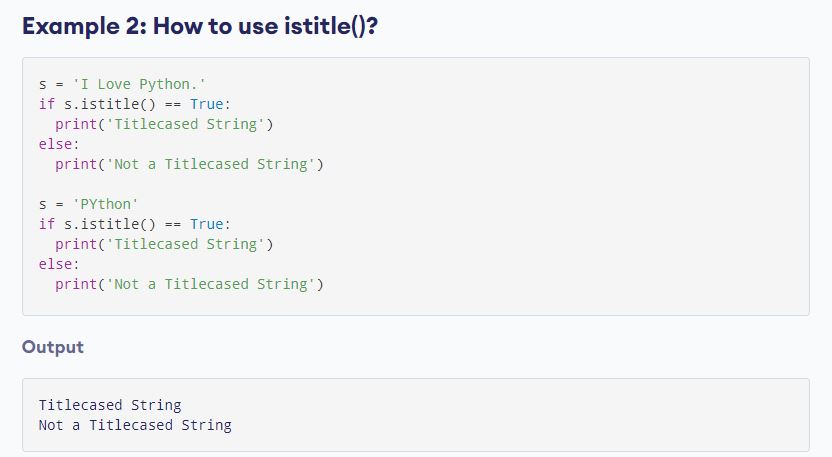 Example 2: How to use istitle()?
s = 'I Love Python.'
if s.istitle() == True:
  print('Titlecased String')
else:
  print('Not a Titlecased String')

s = 'PYthon'
if s.istitle() == True:
  print('Titlecased String')
else:
  print('Not a Titlecased String')
Output
Titlecased String
Not a Titlecased String